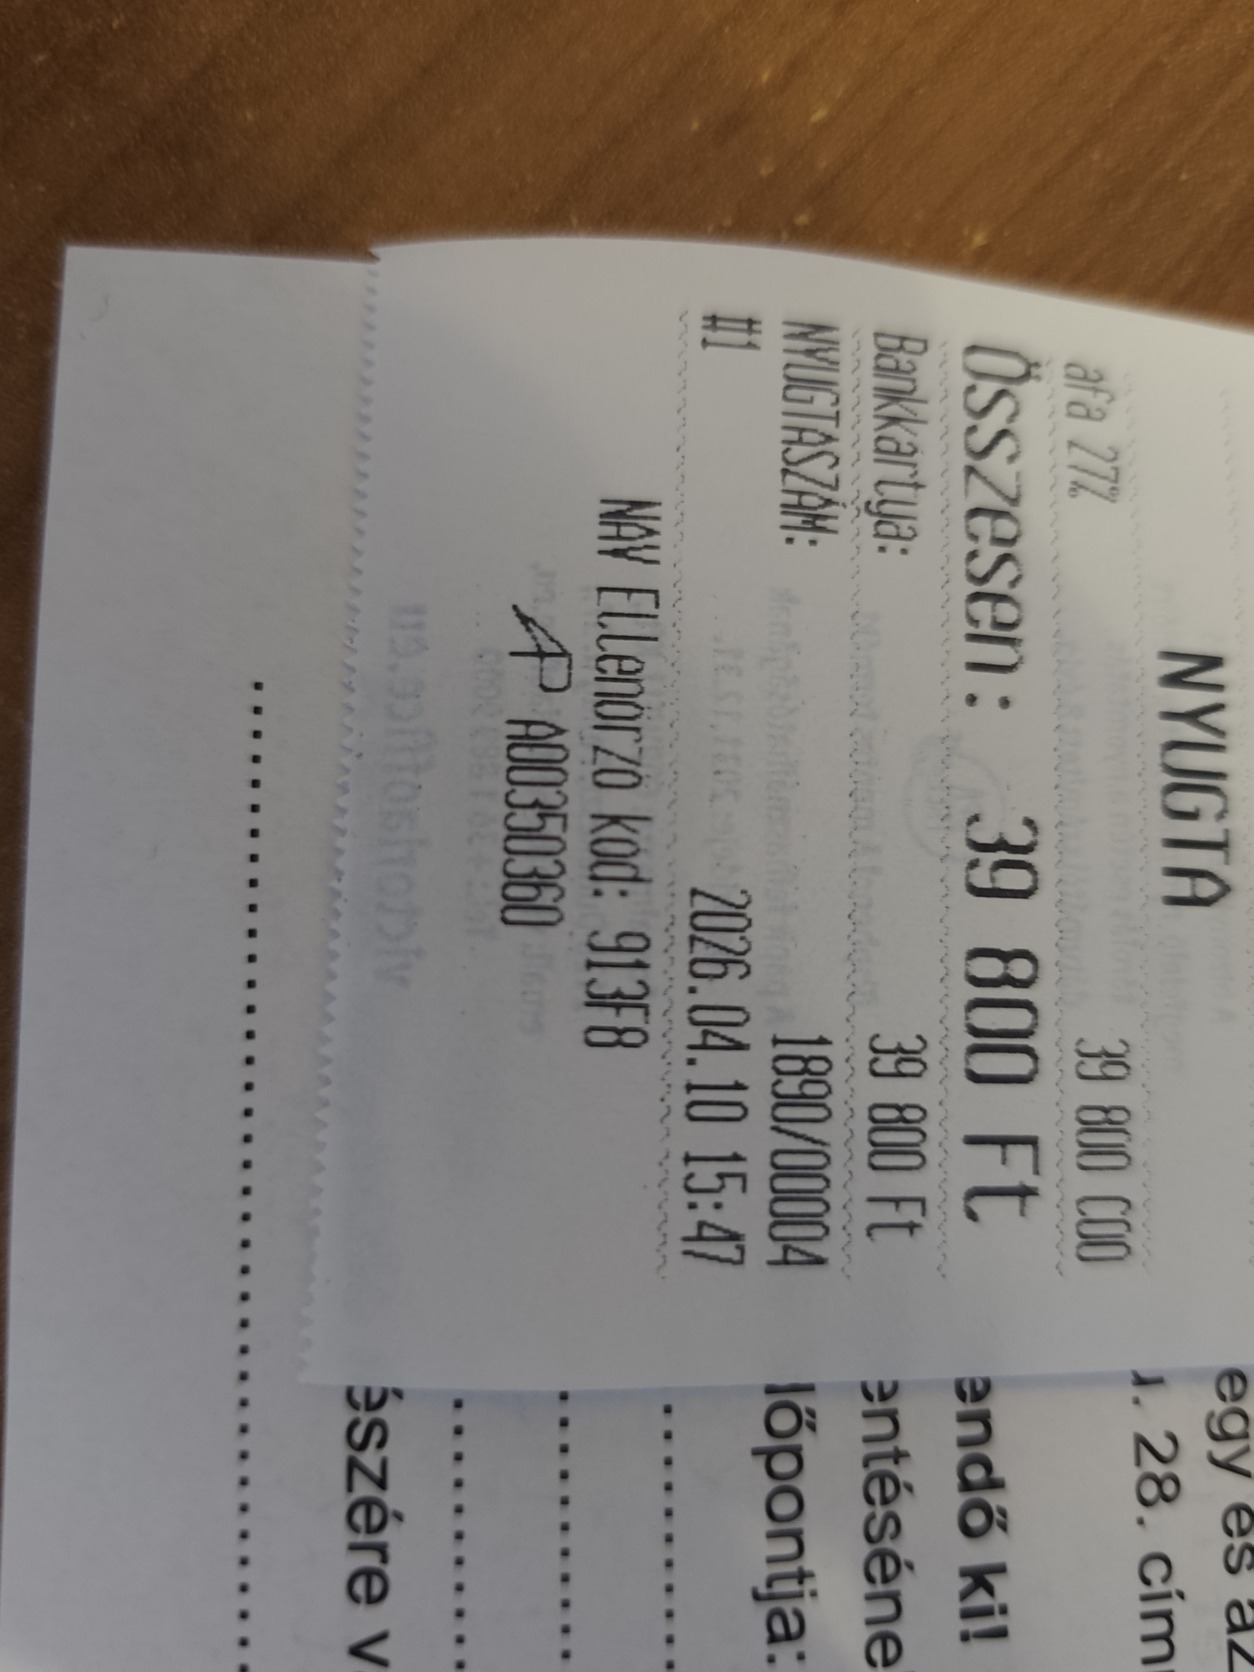 NYUGTA
áfa 27% 39 800 C00
Összesen: 39 800 Ft
Bankkártya: 39 800 Ft
NYUGTASZÁM: 1890/00004
#1 2026.04.10 15:47
NAV Ellenőrző kód: 913F8
AP A00350360
egy és az
28. cím
endő ki!
entéséne
lőpontja:
észére v